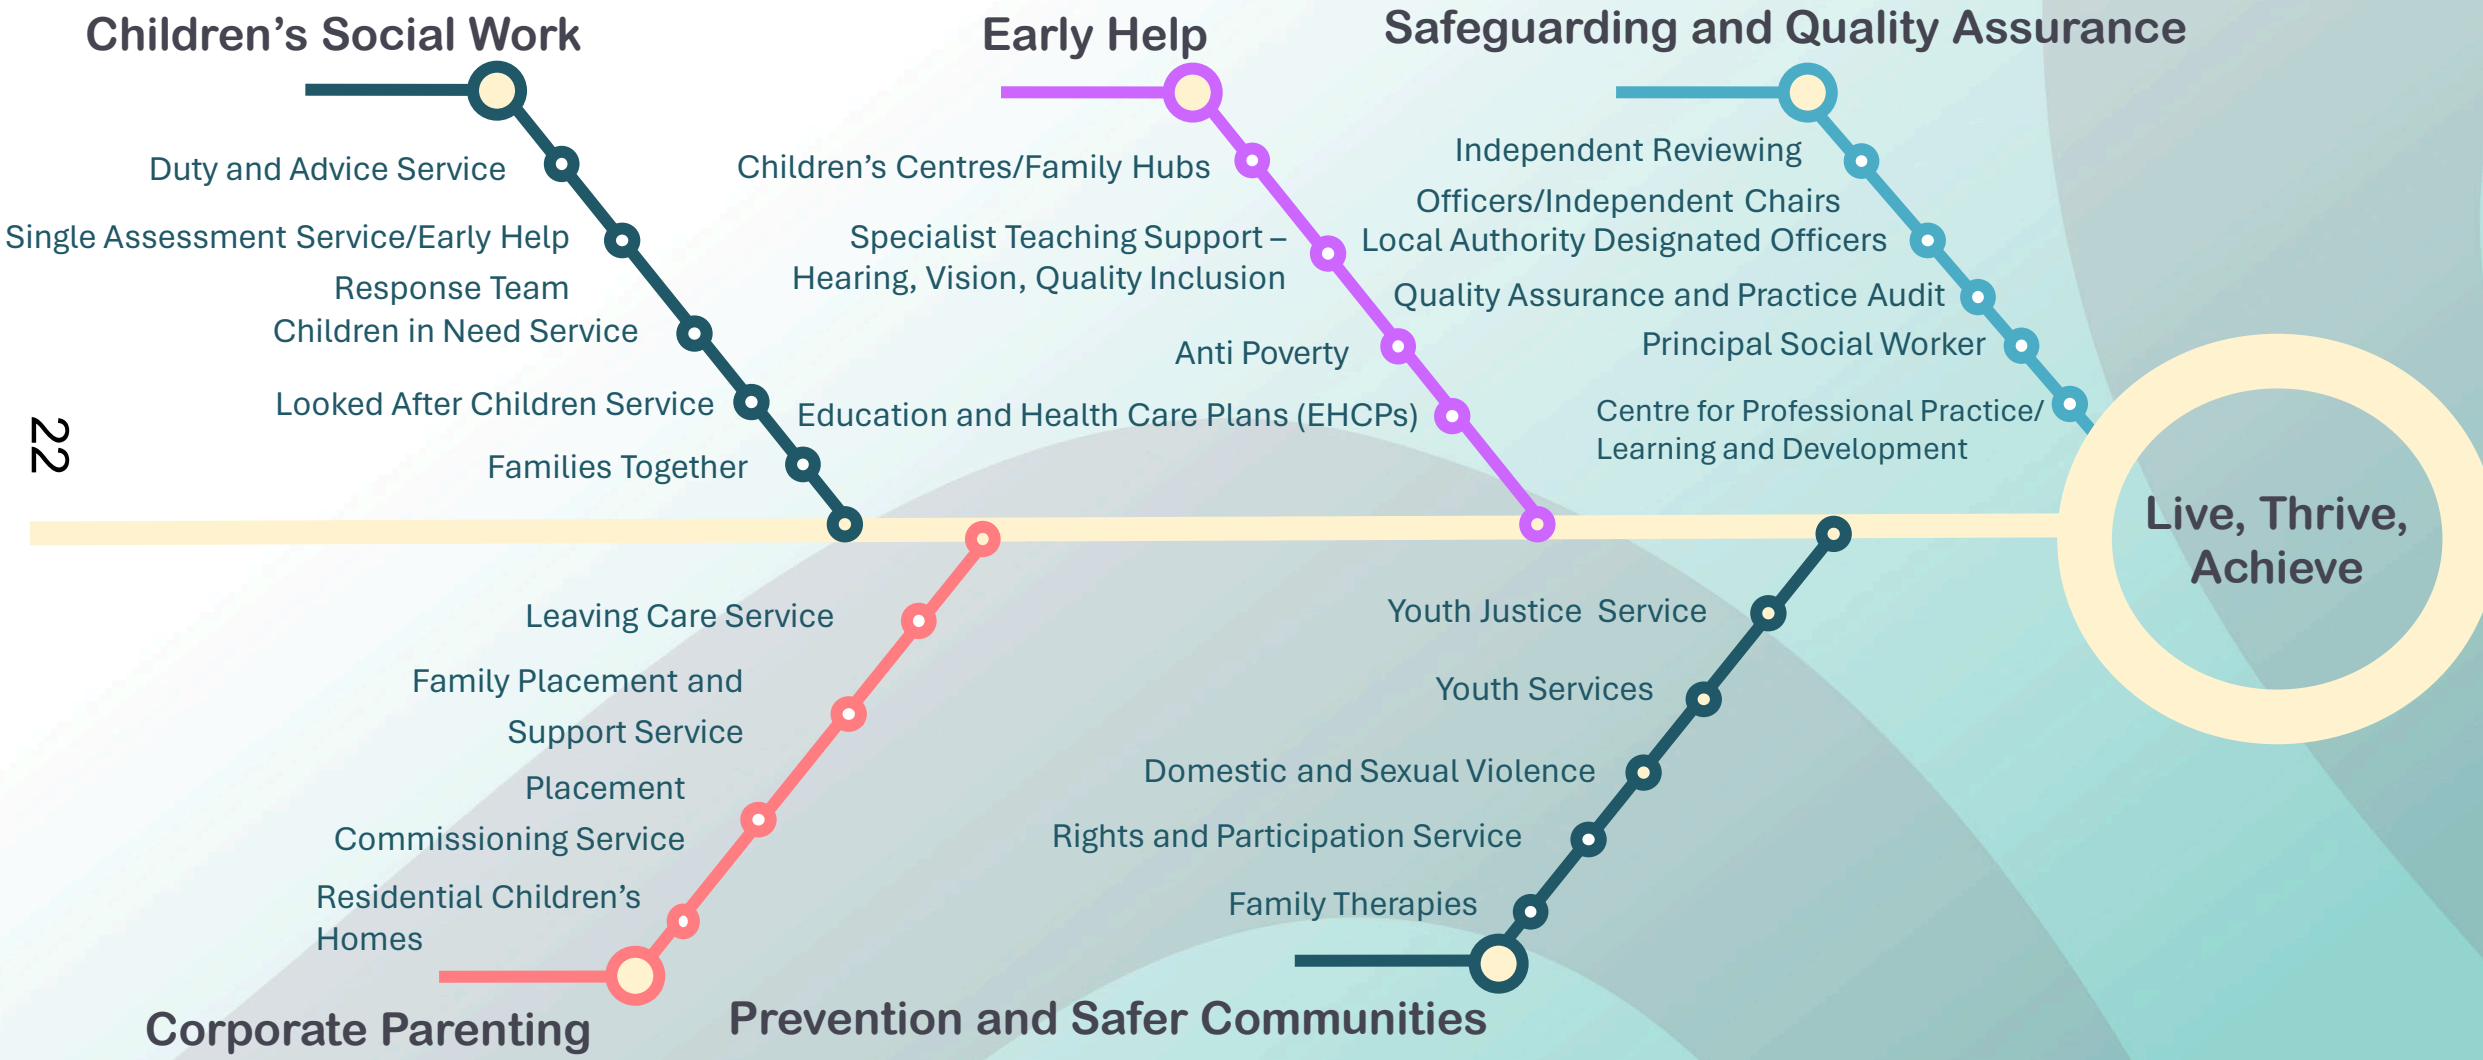 Children's Social Work
Duty and Advice Service
Single Assessment Service/Early Help
Response Team
Children in Need Service
Looked After Children Service
Families Together
Early Help
Children's Centres/Family Hubs
Specialist Teaching Support –
Hearing, Vision, Quality Inclusion
Anti Poverty
Education and Health Care Plans (EHCPs)
Safeguarding and Quality Assurance
Independent Reviewing
Officers/Independent Chairs
Local Authority Designated Officers
Quality Assurance and Practice Audit
Principal Social Worker
Centre for Professional Practice/
Learning and Development
22
Live, Thrive,
Achieve
Leaving Care Service
Family Placement and
Support Service
Placement
Commissioning Service
Residential Children's
Homes
Corporate Parenting
Youth Justice  Service
Youth Services
Domestic and Sexual Violence
Rights and Participation Service
Family Therapies
Prevention and Safer Communities